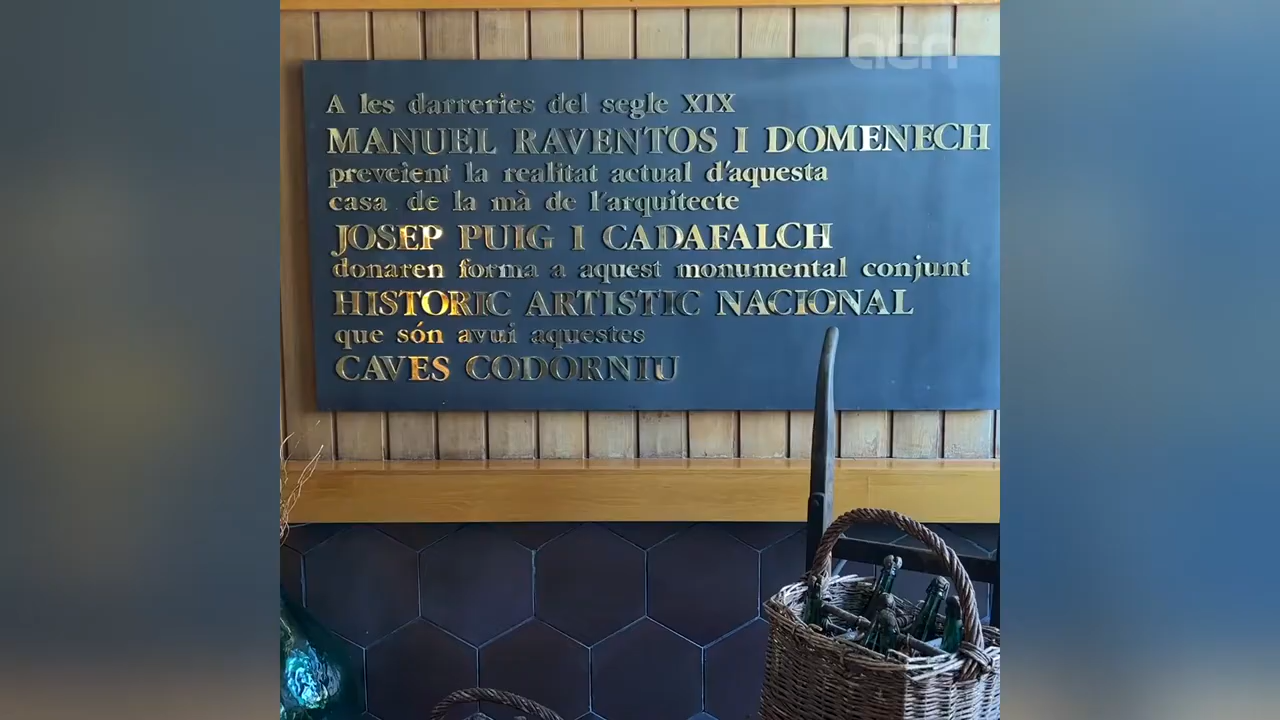 acn
A les darreries del segle XIX
MANUEL RAVENTOS I DOMENECH
preveient la realitat actual d'aquesta
casa de la mà de l'arquitecte
JOSEP PUIG I CADAFALCH
donaren forma a aquest monumental conjunt
HISTORIC ARTISTIC NACIONAL
que són avui aquestes
CAVES CODORNIU